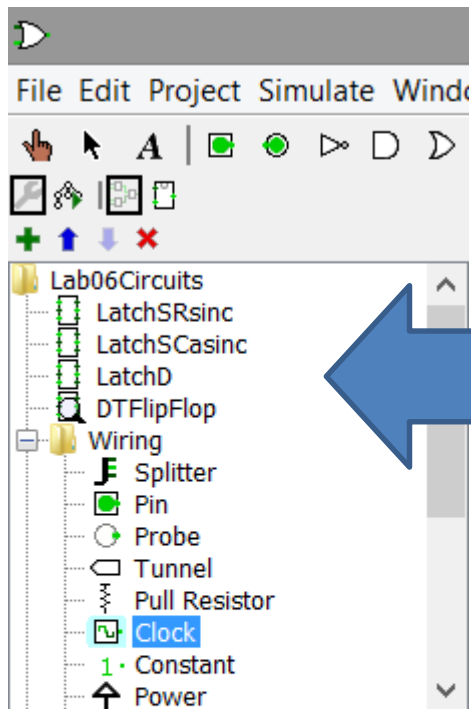 File Edit Project Simulate
A
Lab06Circuits
LatchSRsinc
LatchSCasinc
LatchD
DTFlipFlop
Wiring
Splitter
Pin
Probe
Tunnel
Pull Resistor
Clock
1 Constant
Power